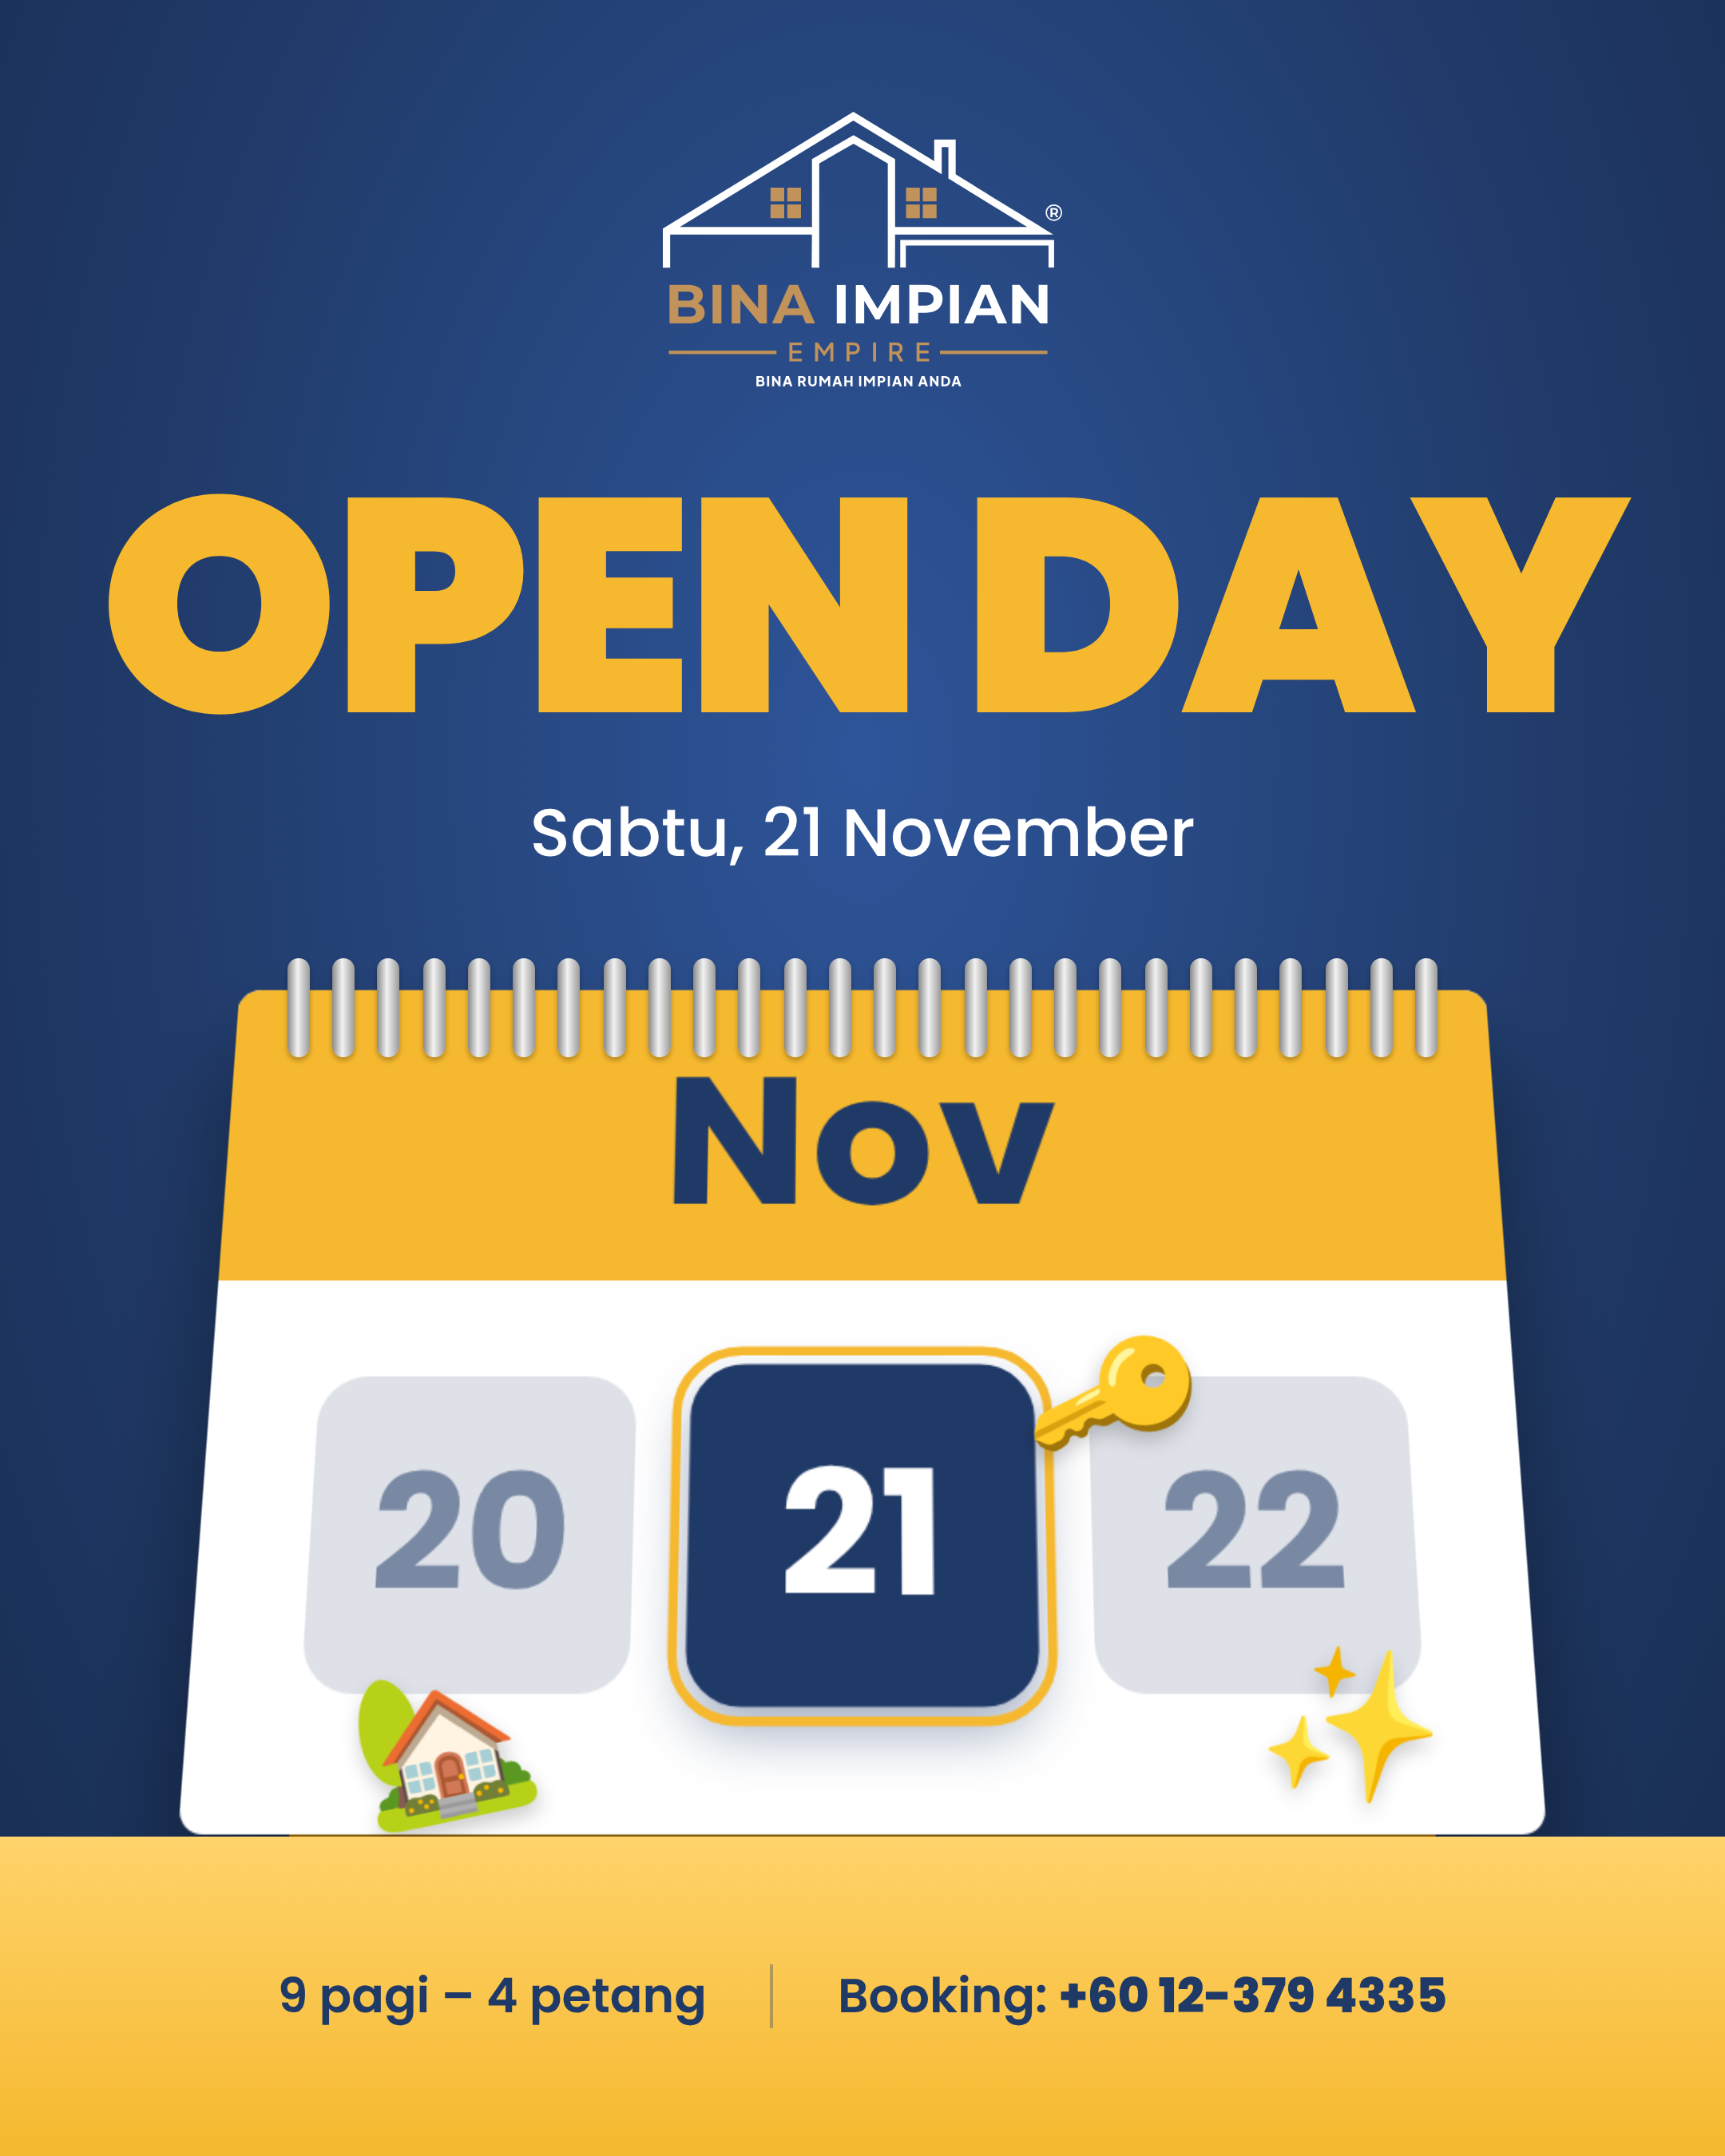 ®
BINA IMPIAN
EMPIRE
BINA RUMAH IMPIAN ANDA
OPEN DAY
Sabtu, 21 November
Nov
20 21 22
9 pagi – 4 petang | Booking: +60 12-379 4335